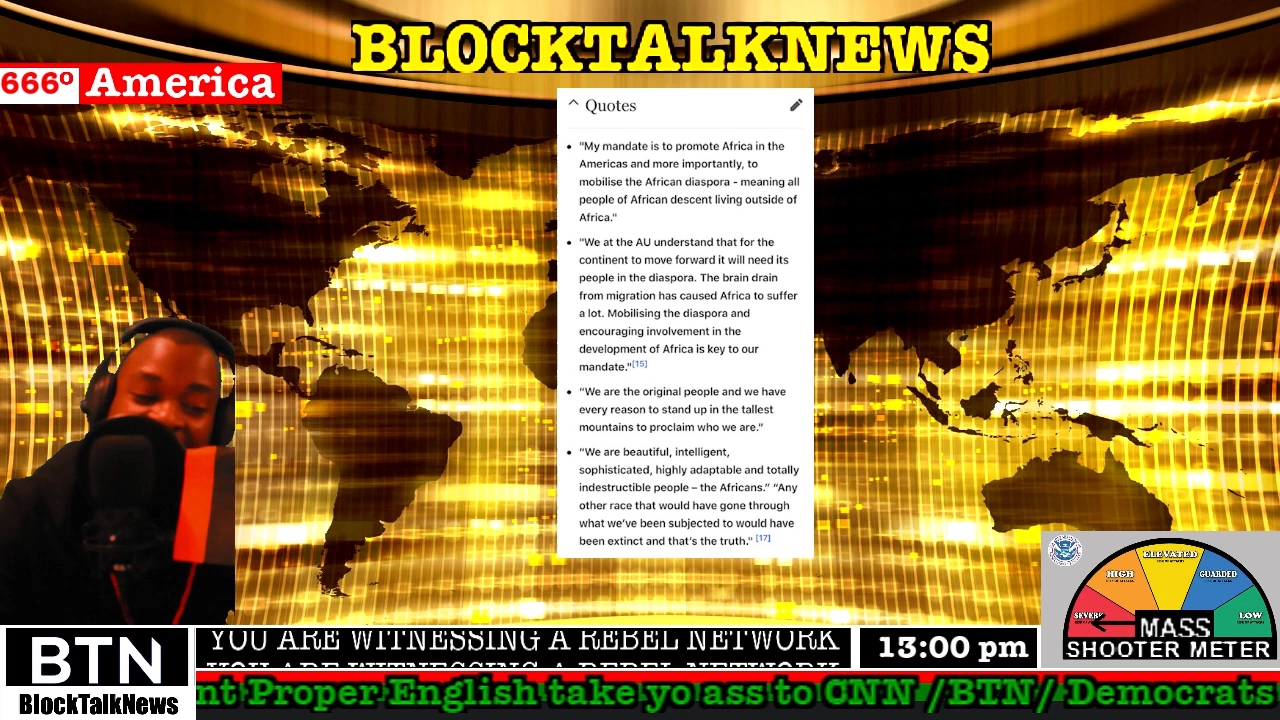 BLOCKTALKNEWS
666° America
Quotes
"My mandate is to promote Africa in the
Americas and more importantly, to
mobilise the African diaspora - meaning all
people of African descent living outside of
Africa."
"We at the AU understand that for the
continent to move forward it will need its
people in the diaspora. The brain drain
from migration has caused Africa to suffer
a lot. Mobilising the diaspora and
encouraging involvement in the
development of Africa is key to our
mandate."[15]
“We are the original people and we have
every reason to stand up in the tallest
mountains to proclaim who we are.”
“We are beautiful, intelligent,
sophisticated, highly adaptable and totally
indestructible people – the Africans.” “Any
other race that would have gone through
what we’ve been subjected to would have
been extinct and that’s the truth.” [17]
ELEVATED
HIGH
GUARDED
SEVERE
LOW
MASS
SHOOTER METER
BTN
BlockTalkNews
YOU ARE WITNESSING A REBEL NETWORK
YOU ARE WITNESSING A REBEL NETWORK
13:00 pm
nt Proper English take yo ass to CNN /BTN/ Democrats